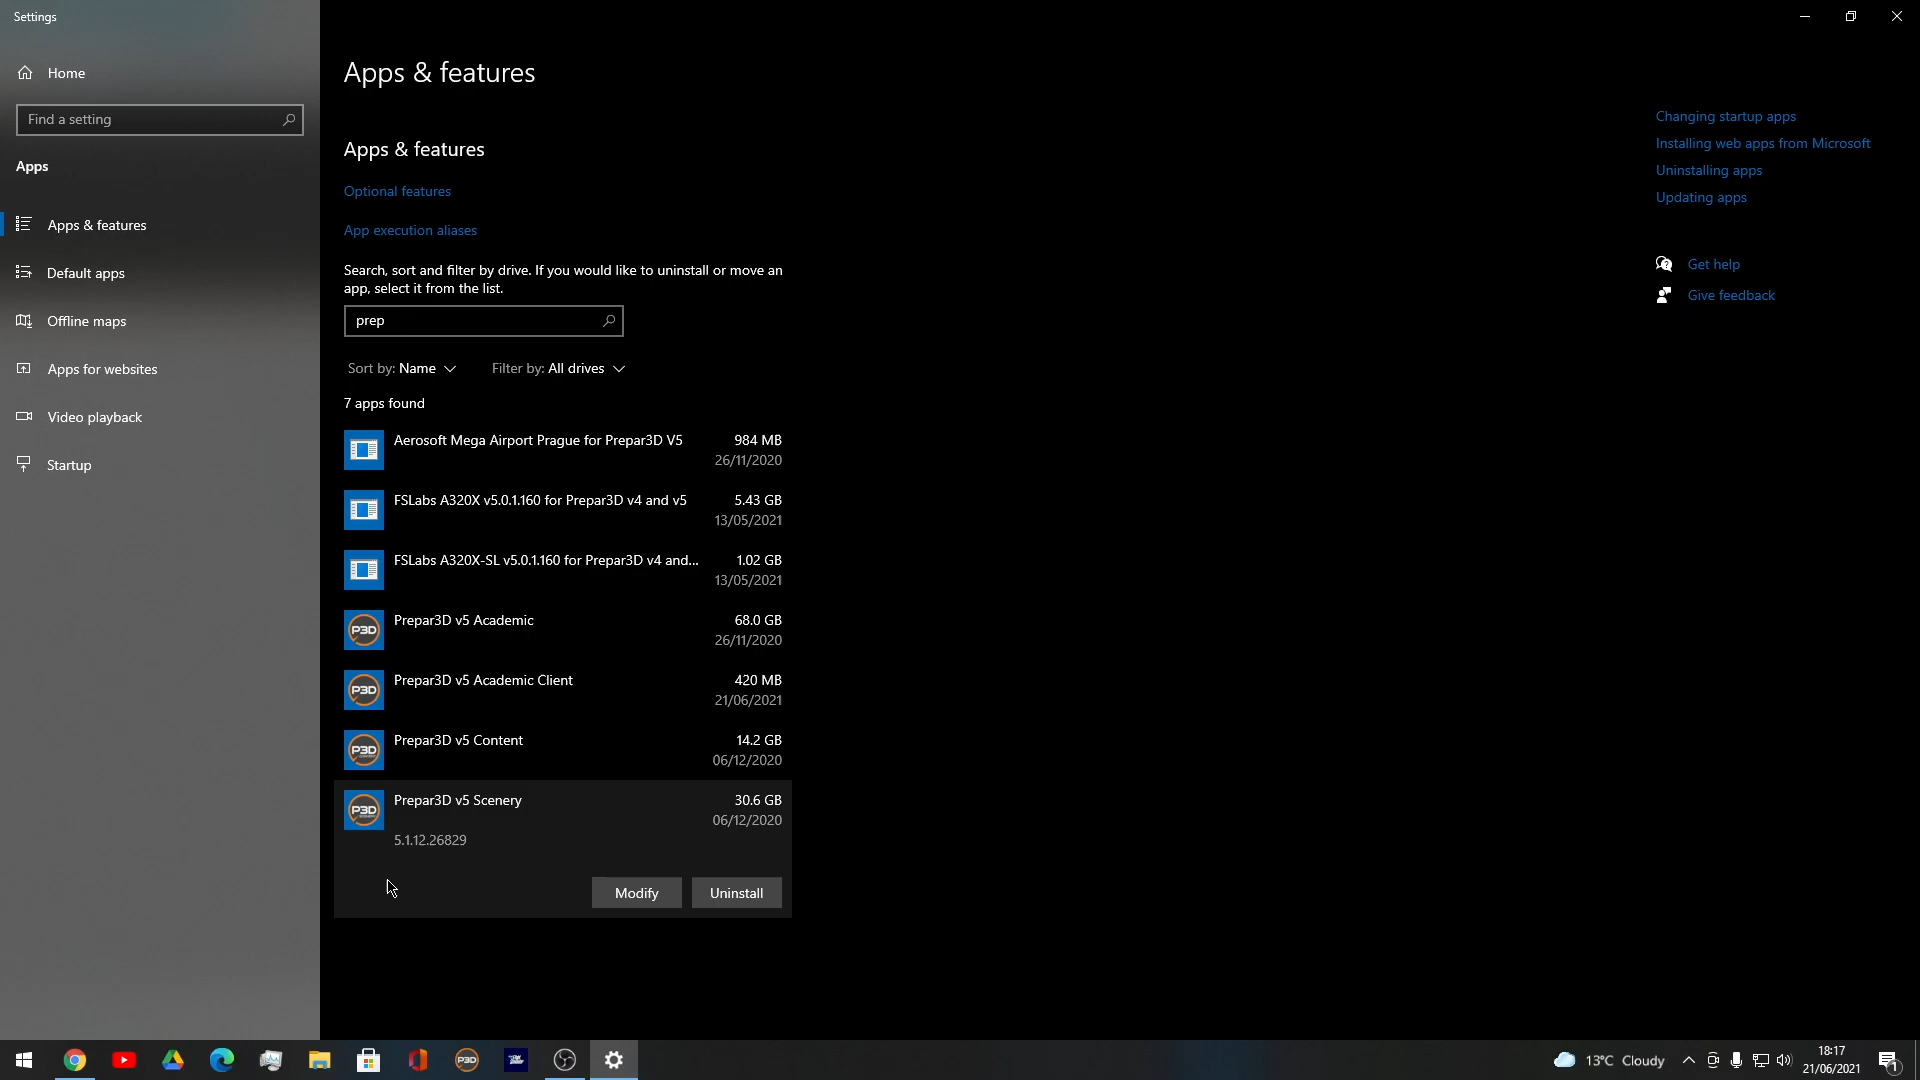 Settings
Home
Find a setting
Apps
Apps & features
Default apps
Offline maps
Apps for websites
Video playback
Startup
Apps & features
Apps & features
Optional features
App execution aliases
Search, sort and filter by drive. If you would like to uninstall or move an
app, select it from the list.
prep
Sort by: Name
Filter by: All drives
7 apps found
Aerosoft Mega Airport Prague for Prepar3D V5
984 MB
26/11/2020
FSLabs A320X v5.0.1.160 for Prepar3D v4 and v5
5.43 GB
13/05/2021
FSLabs A320X-SL v5.0.1.160 for Prepar3D v4 and...
1.02 GB
13/05/2021
P3D
Prepar3D v5 Academic
68.0 GB
26/11/2020
P3D
Prepar3D v5 Academic Client
420 MB
21/06/2021
P3D
Prepar3D v5 Content
14.2 GB
06/12/2020
P3D
Prepar3D v5 Scenery
30.6 GB
06/12/2020
5.1.12.26829
Modify
Uninstall
Changing startup apps
Installing web apps from Microsoft
Uninstalling apps
Updating apps
Get help
Give feedback
P3D
13°C Cloudy
18:17
21/06/2021
1